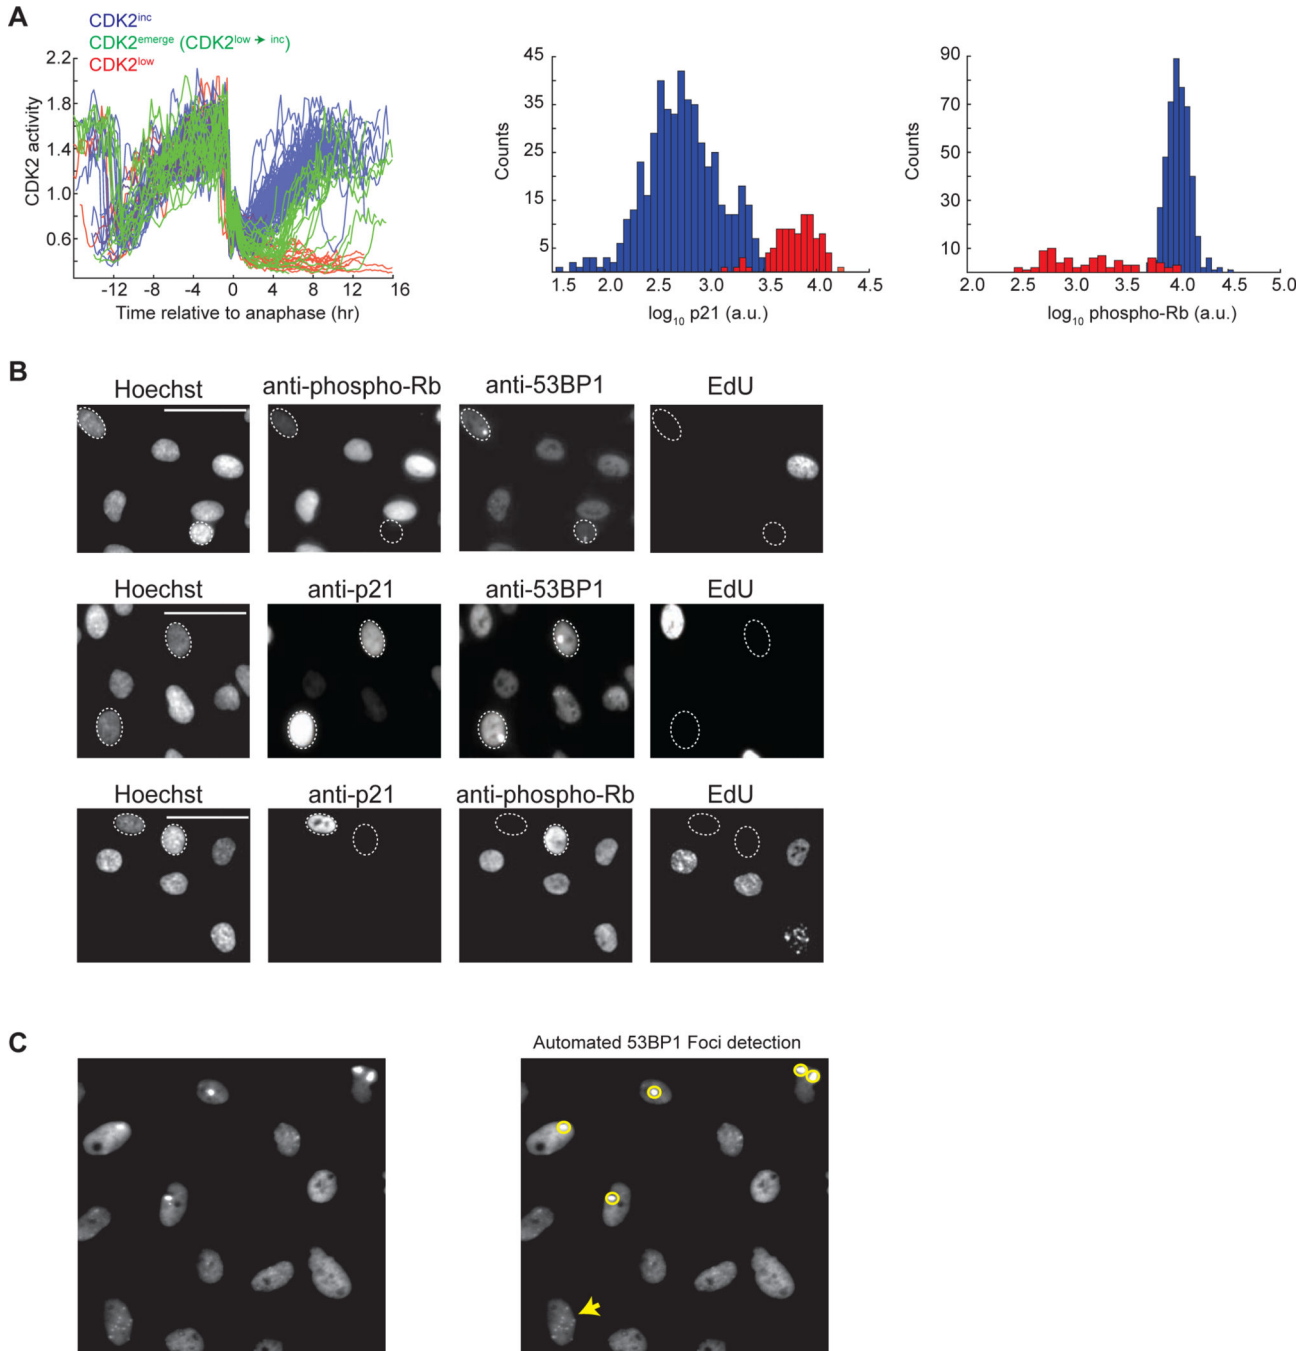 A
CDK2inc
CDK2emerge (CDK2low → inc)
CDK2low
2.2
1.8
1.4
1.0
0.6
CDK2 activity
-12 -8 -4 0 4 8 12 16
Time relative to anaphase (hr)
45
35
25
15
5
Counts
1.5 2.0 2.5 3.0 3.5 4.0 4.5
log10 p21 (a.u.)
90
70
50
30
10
Counts
2.0 2.5 3.0 3.5 4.0 4.5 5.0
log10 phospho-Rb (a.u.)
B
Hoechst anti-phospho-Rb anti-53BP1 EdU
Hoechst anti-p21 anti-53BP1 EdU
Hoechst anti-p21 anti-phospho-Rb EdU
C
Automated 53BP1 Foci detection